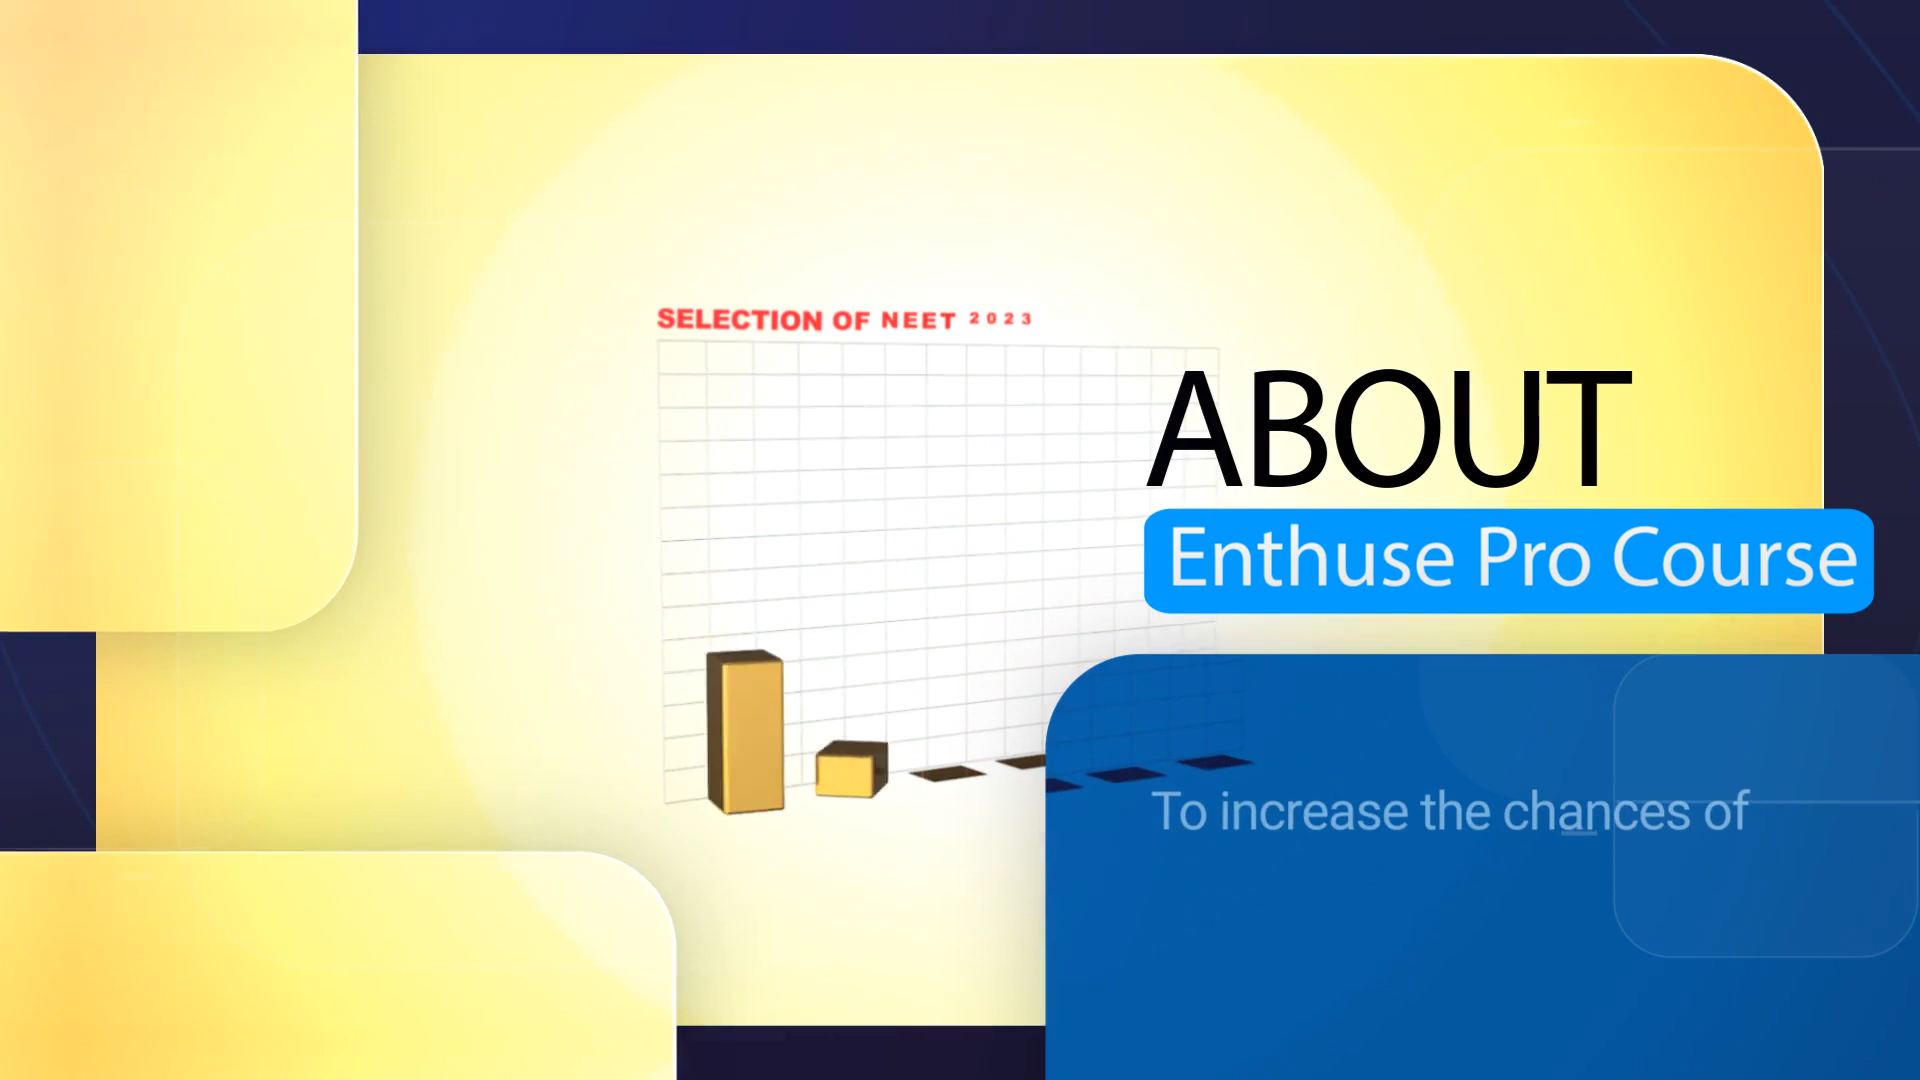 SELECTION OF NEET 2023
ABOUT
Enthuse Pro Course
To increase the chances of